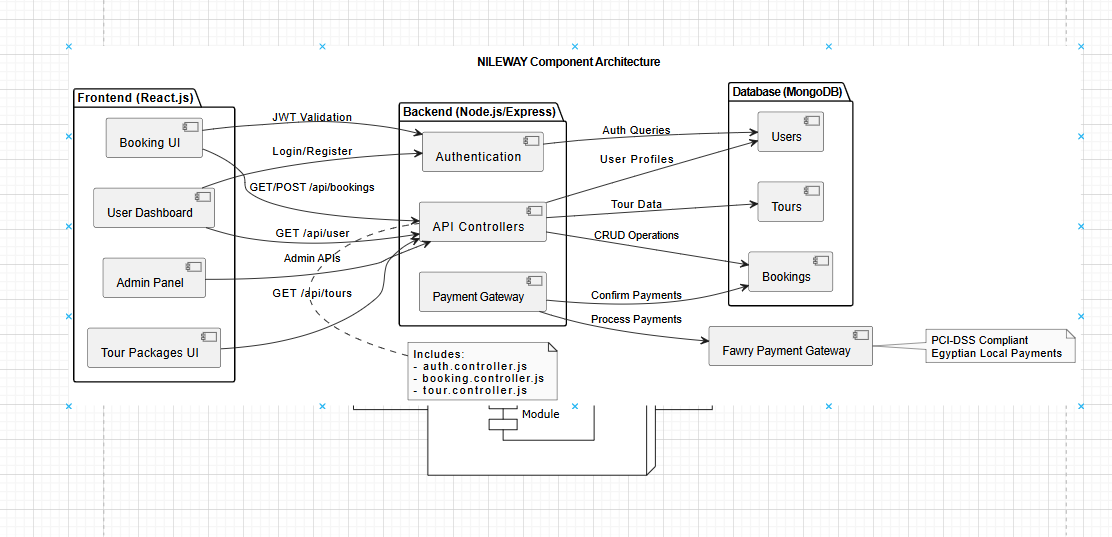 NILEWAY Component Architecture
Frontend (React.js)
Booking UI
User Dashboard
Admin Panel
Tour Packages UI
JWT Validation
Login/Register
GET/POST /api/bookings
GET /api/user
Admin APIs
GET /api/tours
Backend (Node.js/Express)
Authentication
API Controllers
Payment Gateway
Includes:
- auth.controller.js
- booking.controller.js
- tour.controller.js
Auth Queries
User Profiles
Tour Data
CRUD Operations
Confirm Payments
Process Payments
Database (MongoDB)
Users
Tours
Bookings
Fawry Payment Gateway
PCI-DSS Compliant
Egyptian Local Payments
Module